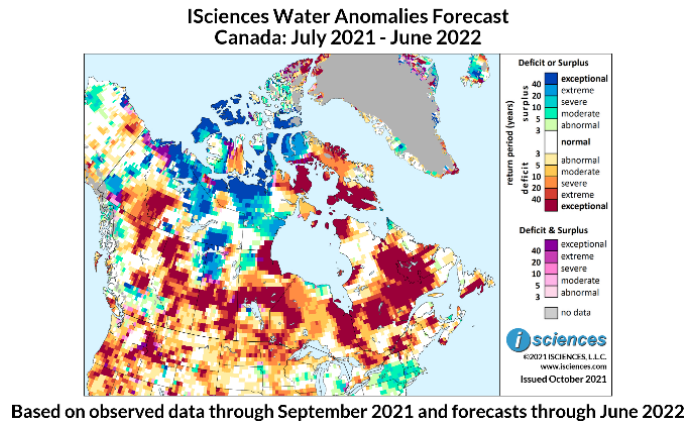 ISciences Water Anomalies Forecast
Canada: July 2021 - June 2022
Deficit or Surplus
return period (years)
surplus
exceptional
40
extreme
20
severe
10
moderate
5
abnormal
3
normal
deficit
3
abnormal
5
moderate
10
severe
20
extreme
40
exceptional
Deficit & Surplus
exceptional
40
extreme
20
severe
10
moderate
5
abnormal
3
no data
i sciences
©2021 ISCIENCES, L.L.C.
www.isciences.com
Issued October 2021
Based on observed data through September 2021 and forecasts through June 2022